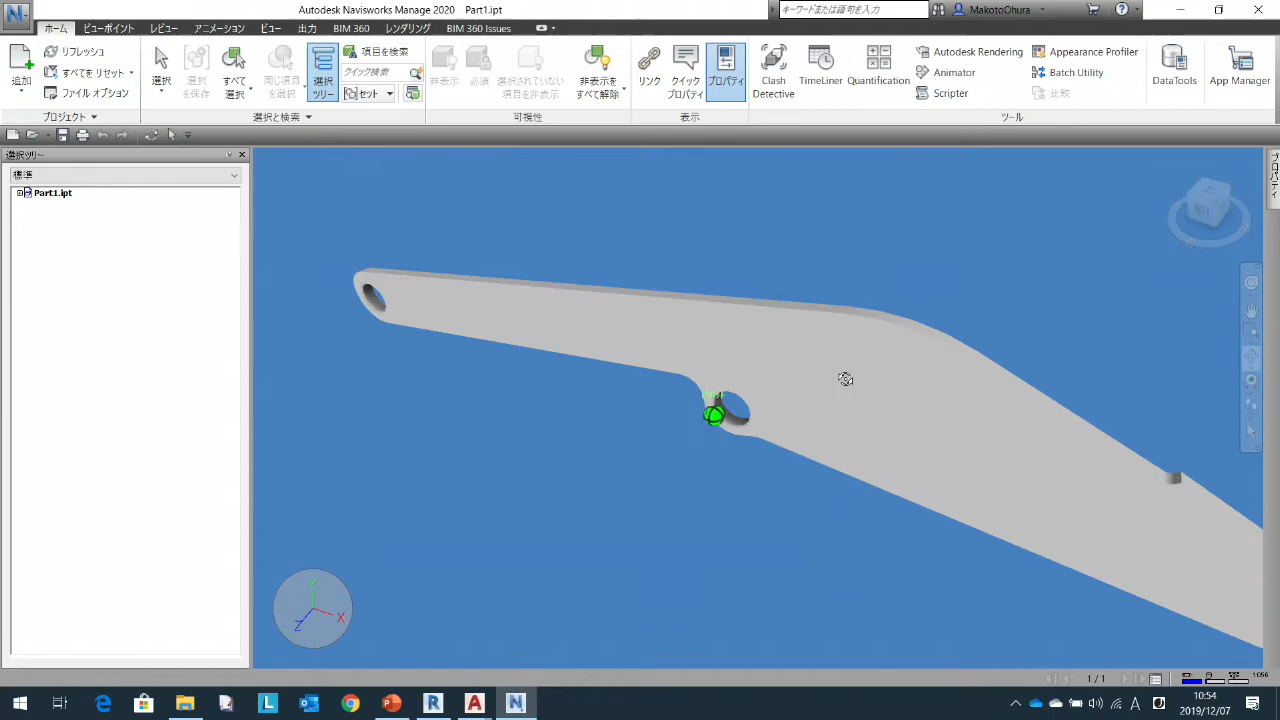 Autodesk Navisworks Manage 2020 Part1.ipt
キーワードまたは語句を入力
MakotoOhura
ホーム ビューポイント レビュー アニメーション ビュー 出力 レンダリング BIM 360 BIM 360 Issues
追加
リフレッシュ
すべてをリセット
ファイル オプション
プロジェクト
選択
選択を保存
すべて選択
同じ項目を選択
選択ツリー
項目を検索
クイック検索
セット
選択と検索
非表示
必須
選択されていない項目を非表示
非表示をすべて解除
可視性
リンク
クイック プロパティ
プロパティ
表示
Clash Detective
TimeLiner
Quantification
Autodesk Rendering
Animator
Scripter
Appearance Profiler
Batch Utility
比較
ツール
DataTools
App Manager
選択ツリー
標準
Part1.ipt
プロパティ
Y
X
Z
1 / 1
1056
10:54
2019/12/07